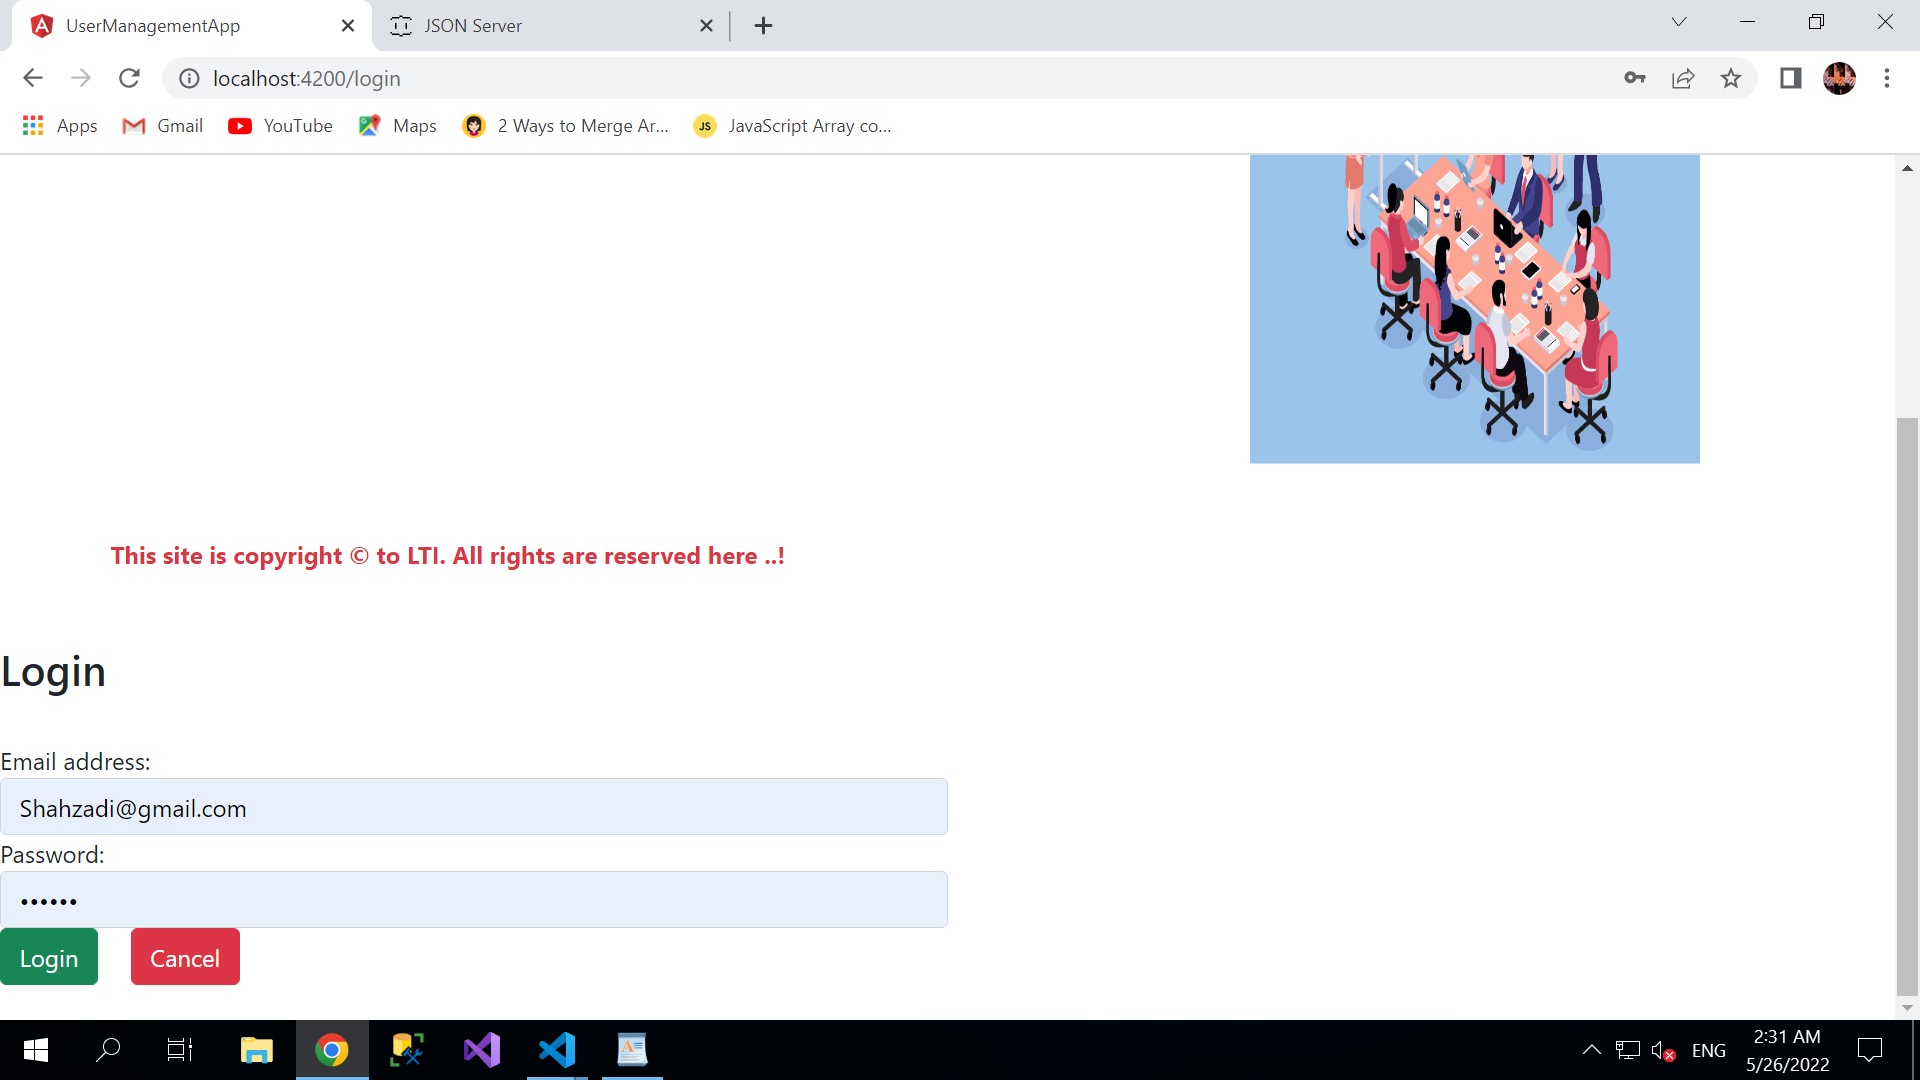 UserManagementApp
JSON Server
localhost:4200/login
Apps
Gmail
YouTube
Maps
2 Ways to Merge Ar...
JS
JavaScript Array co...
This site is copyright © to LTI. All rights are reserved here ..!
Login
Email address:
Shahzadi@gmail.com
Password:
••••••
Login
Cancel
ENG
2:31 AM
5/26/2022